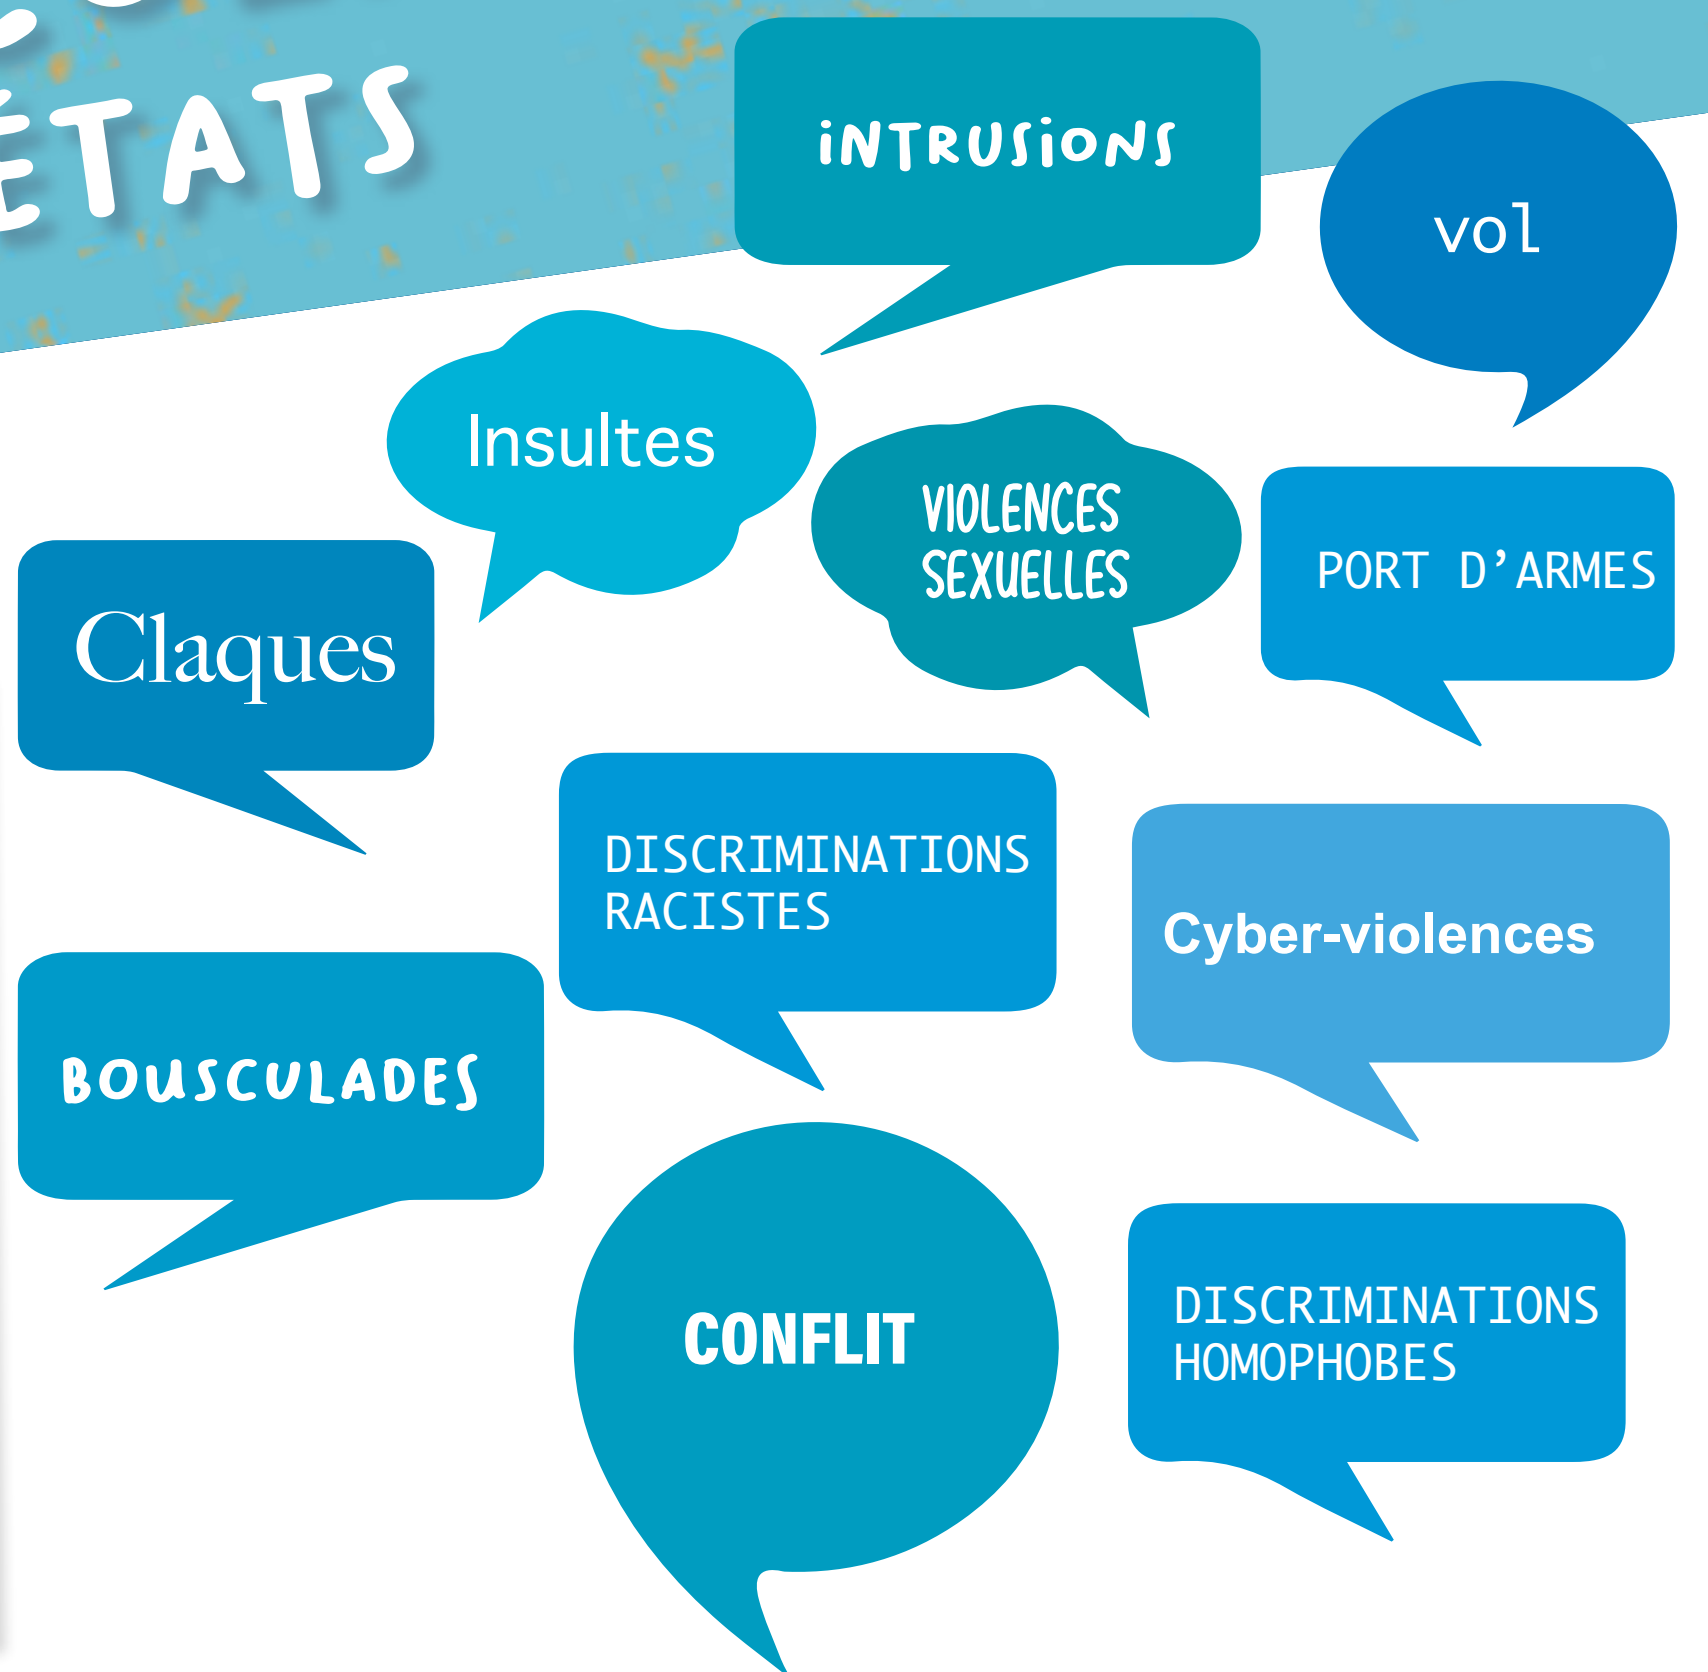 ÉTATS
iNTRUSiONS
vol
Insultes
VIOLENCES
SEXUELLES
PORT D’ARMES
Claques
DISCRIMINATIONS
RACISTES
Cyber-violences
BOUSCULADES
CONFLIT
DISCRIMINATIONS
HOMOPHOBES